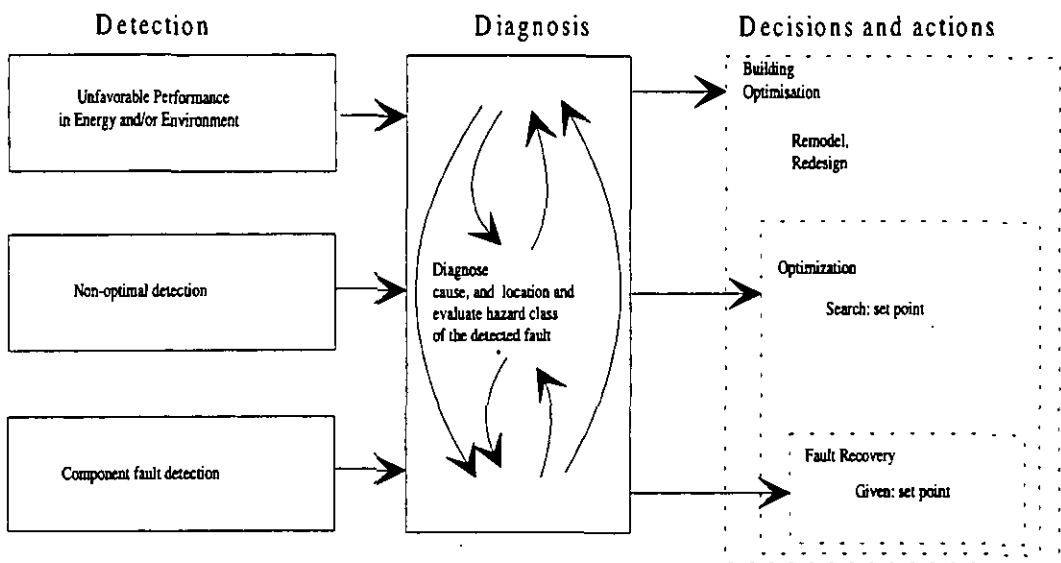 Detection
Diagnosis
Decisions and actions
Unfavorable Performance
in Energy and/or Environment
Non-optimal detection
Component fault detection
Diagnose
cause, and location and
evaluate hazard class
of the detected fault
Building
Optimisation
Remodel,
Redesign
Optimization
Search: set point
Fault Recovery
Given: set point